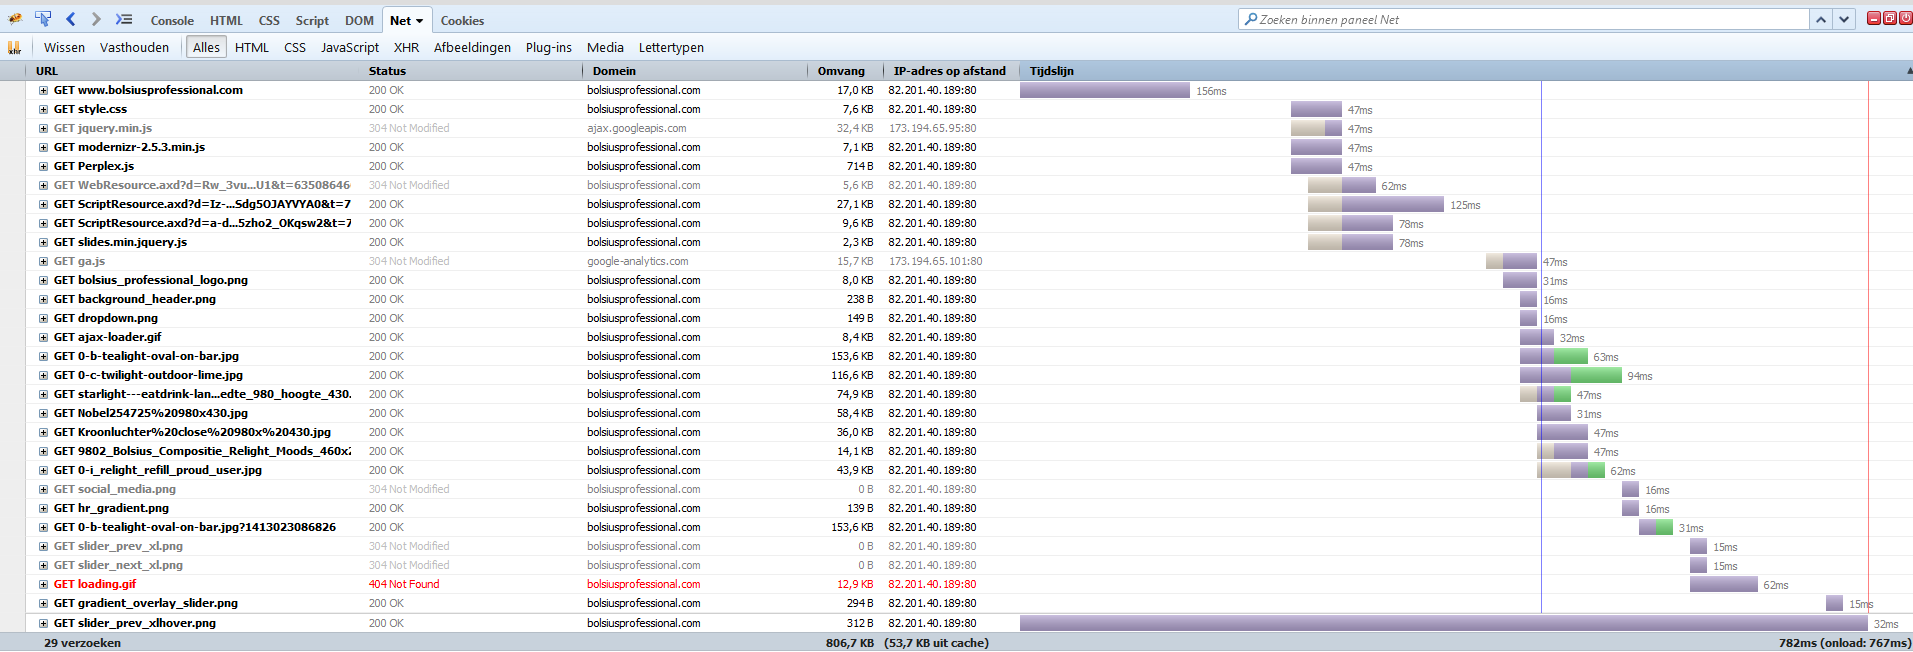 Console HTML CSS Script DOM Net Cookies Zoeken binnen paneel Net
xhr Wissen Vasthouden Alles HTML CSS JavaScript XHR Afbeeldingen Plug-ins Media Lettertypen
URL Status Domein Omvang IP-adres op afstand Tijdslijn
GET www.bolsiusprofessional.com 200 OK bolsiusprofessional.com 17,0 KB 82.201.40.189:80 156ms
GET style.css 200 OK bolsiusprofessional.com 7,6 KB 82.201.40.189:80 47ms
GET jquery.min.js 304 Not Modified ajax.googleapis.com 32,4 KB 173.194.65.95:80 47ms
GET modernizr-2.5.3.min.js 200 OK bolsiusprofessional.com 7,1 KB 82.201.40.189:80 47ms
GET Perplex.js 200 OK bolsiusprofessional.com 714 B 82.201.40.189:80 47ms
GET WebResource.axd?d=Rw_3vu...U1&t=635086460 304 Not Modified bolsiusprofessional.com 5,6 KB 82.201.40.189:80 62ms
GET ScriptResource.axd?d=Iz-...Sdg5OJAYVYA0&t=7 200 OK bolsiusprofessional.com 27,1 KB 82.201.40.189:80 125ms
GET ScriptResource.axd?d=a-d...5zho2_OKqsw2&t=7 200 OK bolsiusprofessional.com 9,6 KB 82.201.40.189:80 78ms
GET slides.min.jquery.js 200 OK bolsiusprofessional.com 2,3 KB 82.201.40.189:80 78ms
GET ga.js 304 Not Modified google-analytics.com 15,7 KB 173.194.65.101:80 47ms
GET bolsius_professional_logo.png 200 OK bolsiusprofessional.com 8,0 KB 82.201.40.189:80 31ms
GET background_header.png 200 OK bolsiusprofessional.com 238 B 82.201.40.189:80 16ms
GET dropdown.png 200 OK bolsiusprofessional.com 149 B 82.201.40.189:80 16ms
GET ajax-loader.gif 200 OK bolsiusprofessional.com 8,4 KB 82.201.40.189:80 32ms
GET 0-b-tealight-oval-on-bar.jpg 200 OK bolsiusprofessional.com 153,6 KB 82.201.40.189:80 63ms
GET 0-c-twilight-outdoor-lime.jpg 200 OK bolsiusprofessional.com 116,6 KB 82.201.40.189:80 94ms
GET starlight---eatdrink-lan...edte_980_hoogte_430. 200 OK bolsiusprofessional.com 74,9 KB 82.201.40.189:80 47ms
GET Nobel254725%20980x430.jpg 200 OK bolsiusprofessional.com 58,4 KB 82.201.40.189:80 31ms
GET Kroonluchter%20close%20980x%20430.jpg 200 OK bolsiusprofessional.com 36,0 KB 82.201.40.189:80 47ms
GET 9802_Bolsius_Compositie_Relight_Moods_460x2 200 OK bolsiusprofessional.com 14,1 KB 82.201.40.189:80 47ms
GET 0-i_relight_refill_proud_user.jpg 200 OK bolsiusprofessional.com 43,9 KB 82.201.40.189:80 62ms
GET social_media.png 304 Not Modified bolsiusprofessional.com 0 B 82.201.40.189:80 16ms
GET hr_gradient.png 200 OK bolsiusprofessional.com 139 B 82.201.40.189:80 16ms
GET 0-b-tealight-oval-on-bar.jpg?1413023086826 200 OK bolsiusprofessional.com 153,6 KB 82.201.40.189:80 31ms
GET slider_prev_xl.png 304 Not Modified bolsiusprofessional.com 0 B 82.201.40.189:80 15ms
GET slider_next_xl.png 304 Not Modified bolsiusprofessional.com 0 B 82.201.40.189:80 15ms
GET loading.gif 404 Not Found bolsiusprofessional.com 12,9 KB 82.201.40.189:80 62ms
GET gradient_overlay_slider.png 200 OK bolsiusprofessional.com 294 B 82.201.40.189:80 15ms
GET slider_prev_xlhover.png 200 OK bolsiusprofessional.com 312 B 82.201.40.189:80 32ms
29 verzoeken 806,7 KB (53,7 KB uit cache) 782ms (onload: 767ms)